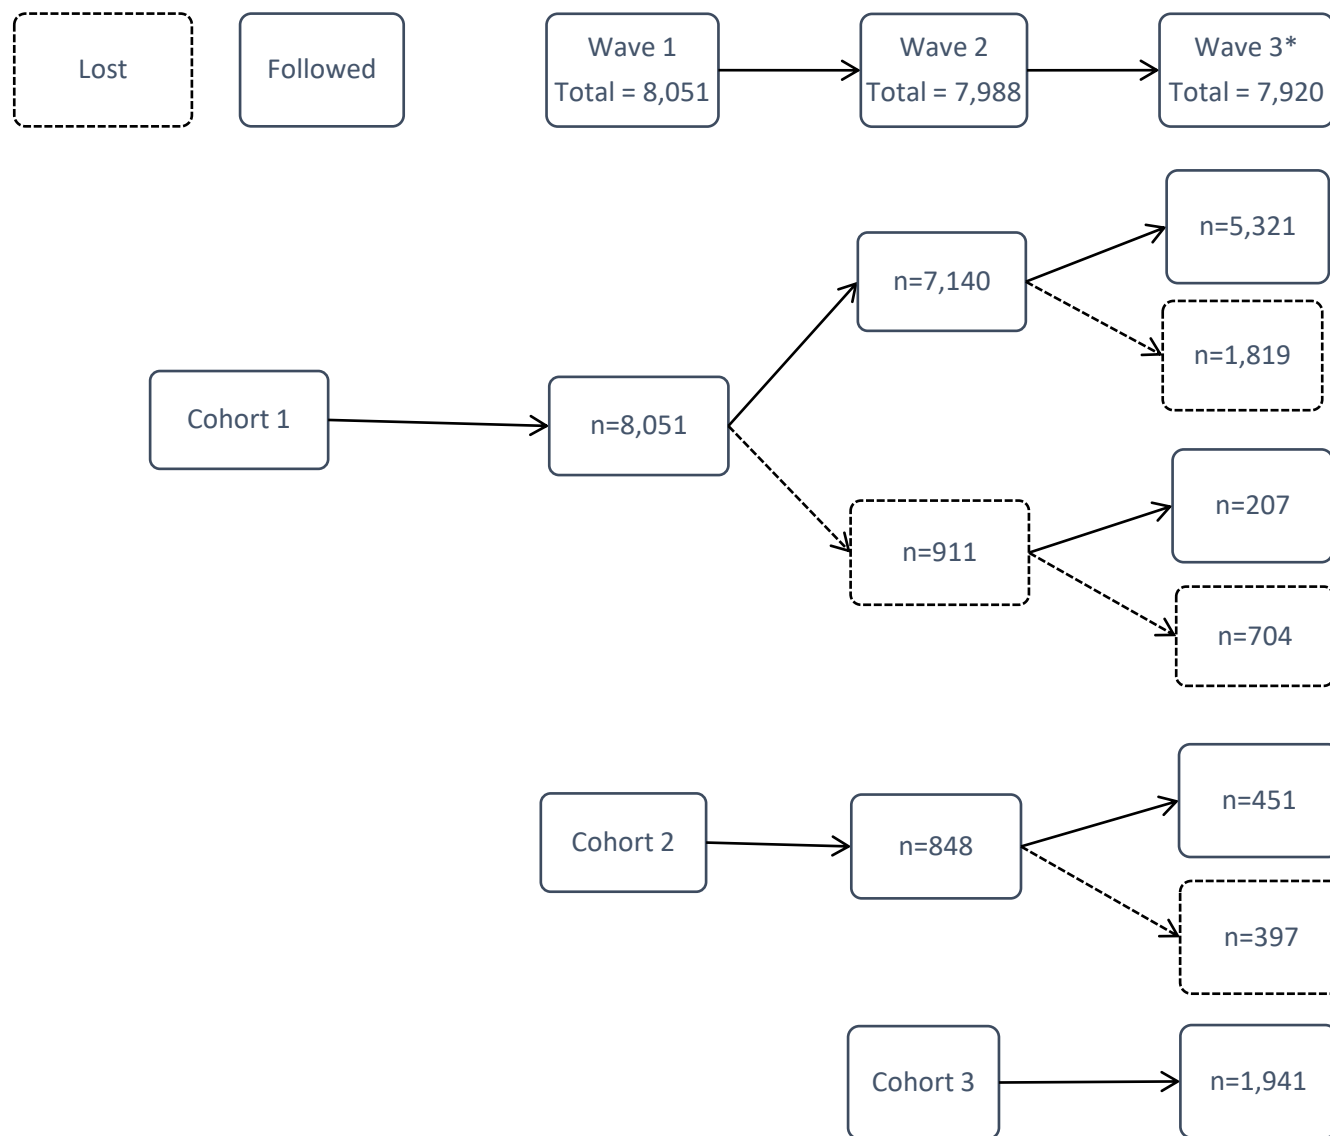 Lost
Followed
Wave 1
Total = 8,051
Wave 2
Total = 7,988
Wave 3*
Total = 7,920
n=5,321
n=7,140
n=1,819
Cohort 1
n=8,051
n=207
n=911
n=704
n=451
Cohort 2
n=848
n=397
Cohort 3
n=1,941